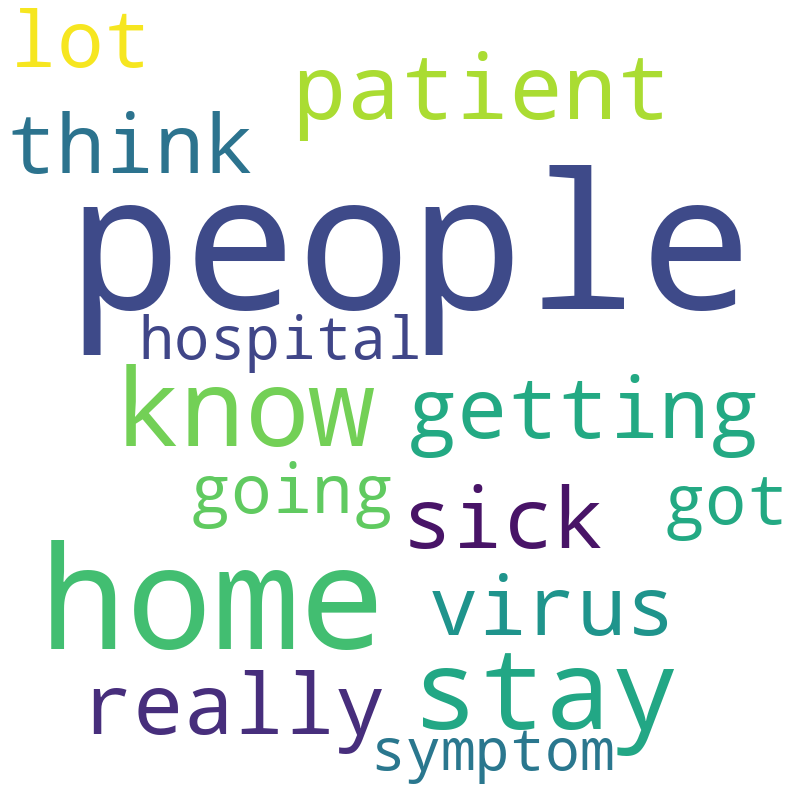 lot
patient
think
people
hospital
know
getting
going
sick
got
home
virus
really
stay
symptom